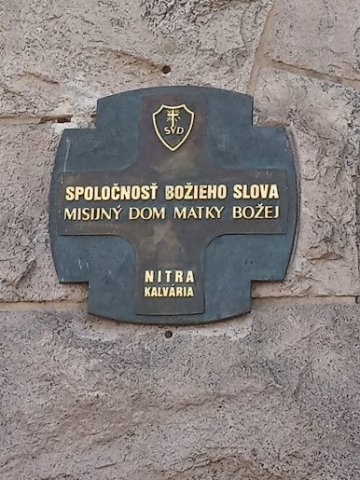 SVD
SPOLOČNOSŤ BOŽIEHO SLOVA
MISIJNÝ DOM MATKY BOŽEJ
NITRA
KALVÁRIA